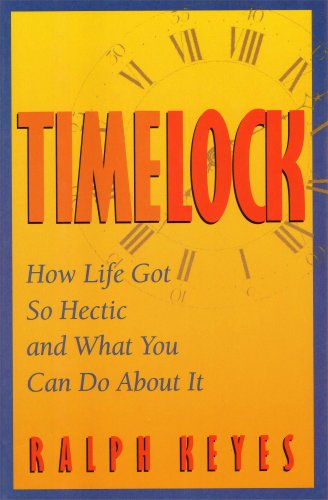 TIMELOCK
How Life Got
So Hectic
and What You
Can Do About It
RALPH KEYES